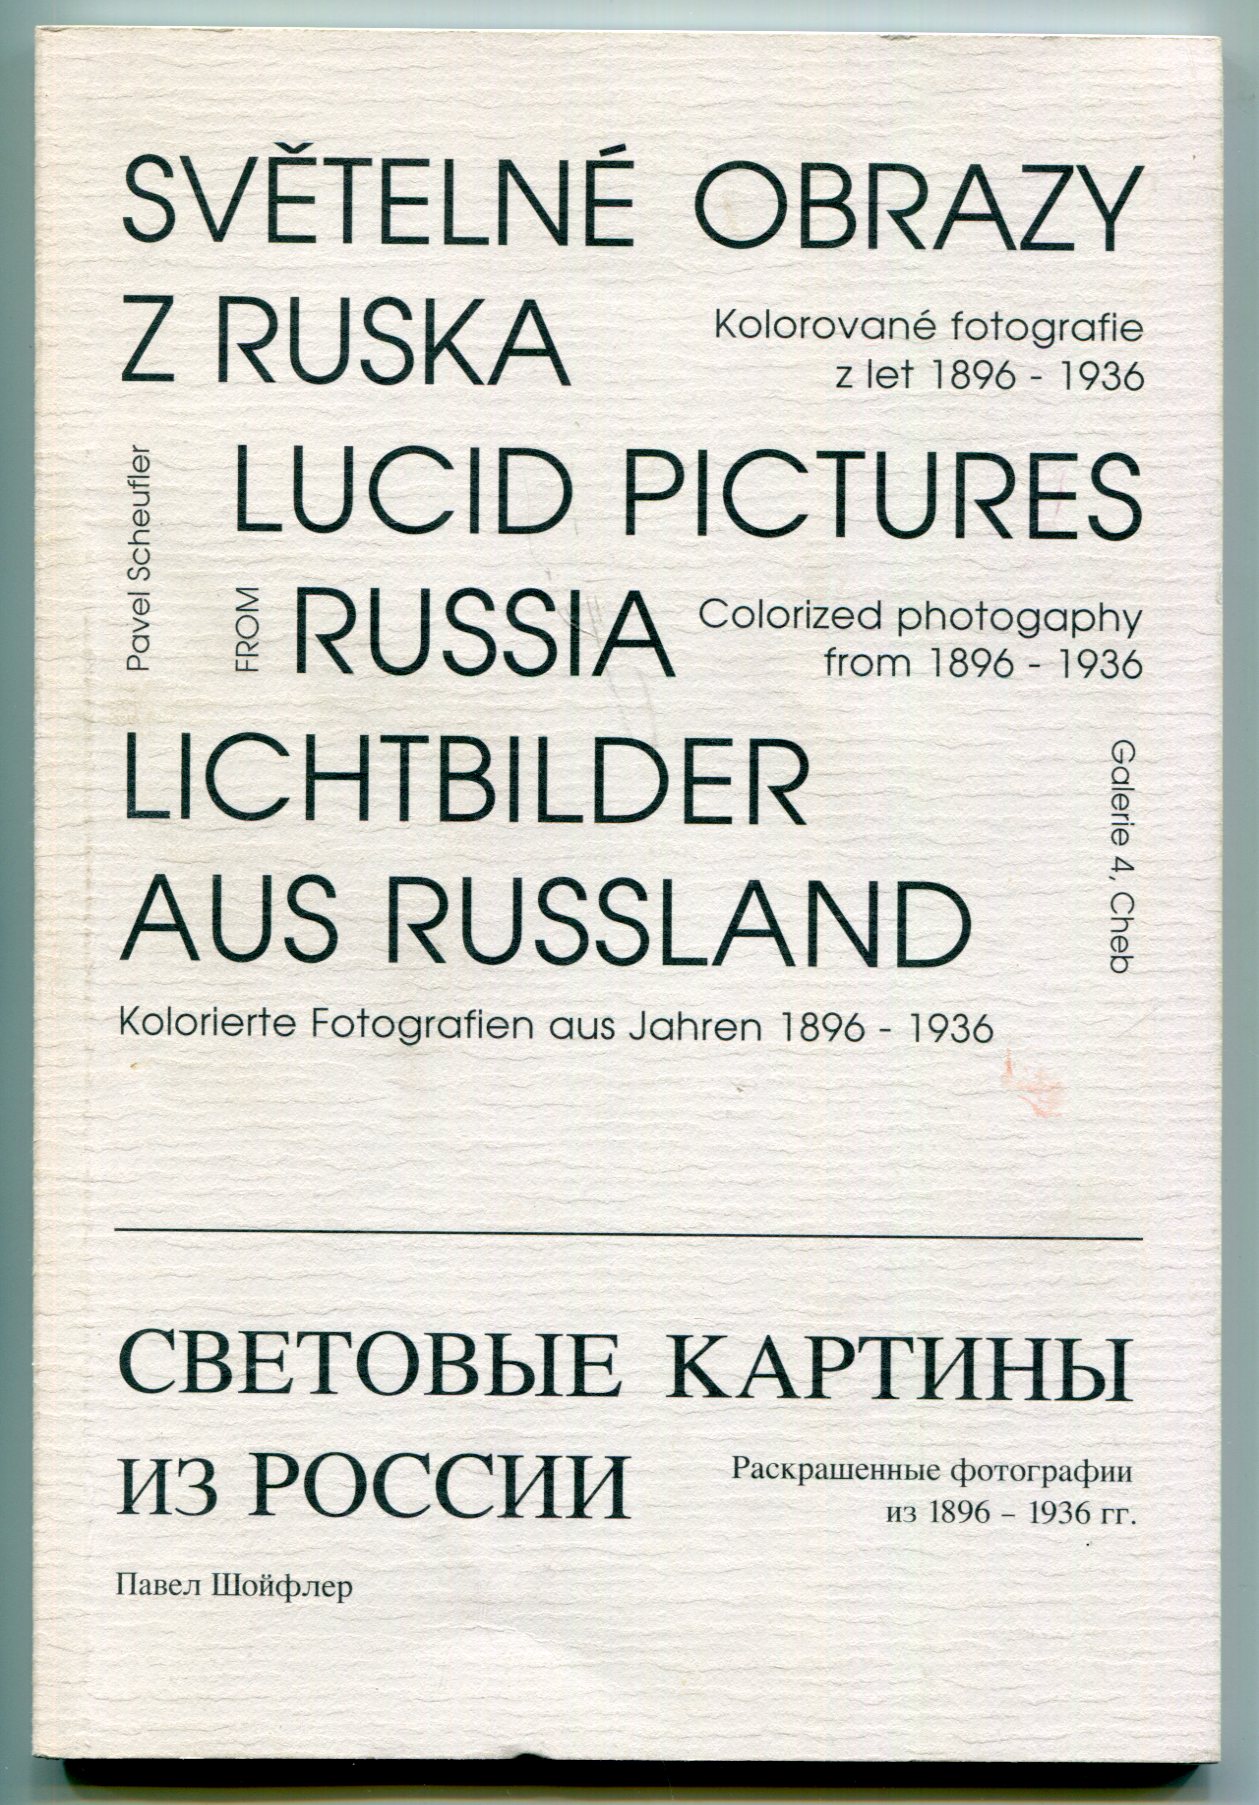 SVĚTELNÉ OBRAZY
Z RUSKA
Kolorované fotografie
z let 1896 - 1936
Pavel Scheufler
LUCID PICTURES
FROM
RUSSIA
Colorized photogaphy
from 1896 - 1936
LICHTBILDER
AUS RUSSLAND
Galerie 4, Cheb
Kolorierte Fotografien aus Jahren 1896 - 1936
СВЕТОВЫЕ КАРТИНЫ
ИЗ РОССИИ
Раскрашенные фотографии
из 1896 – 1936 гг.
Павел Шойфлер